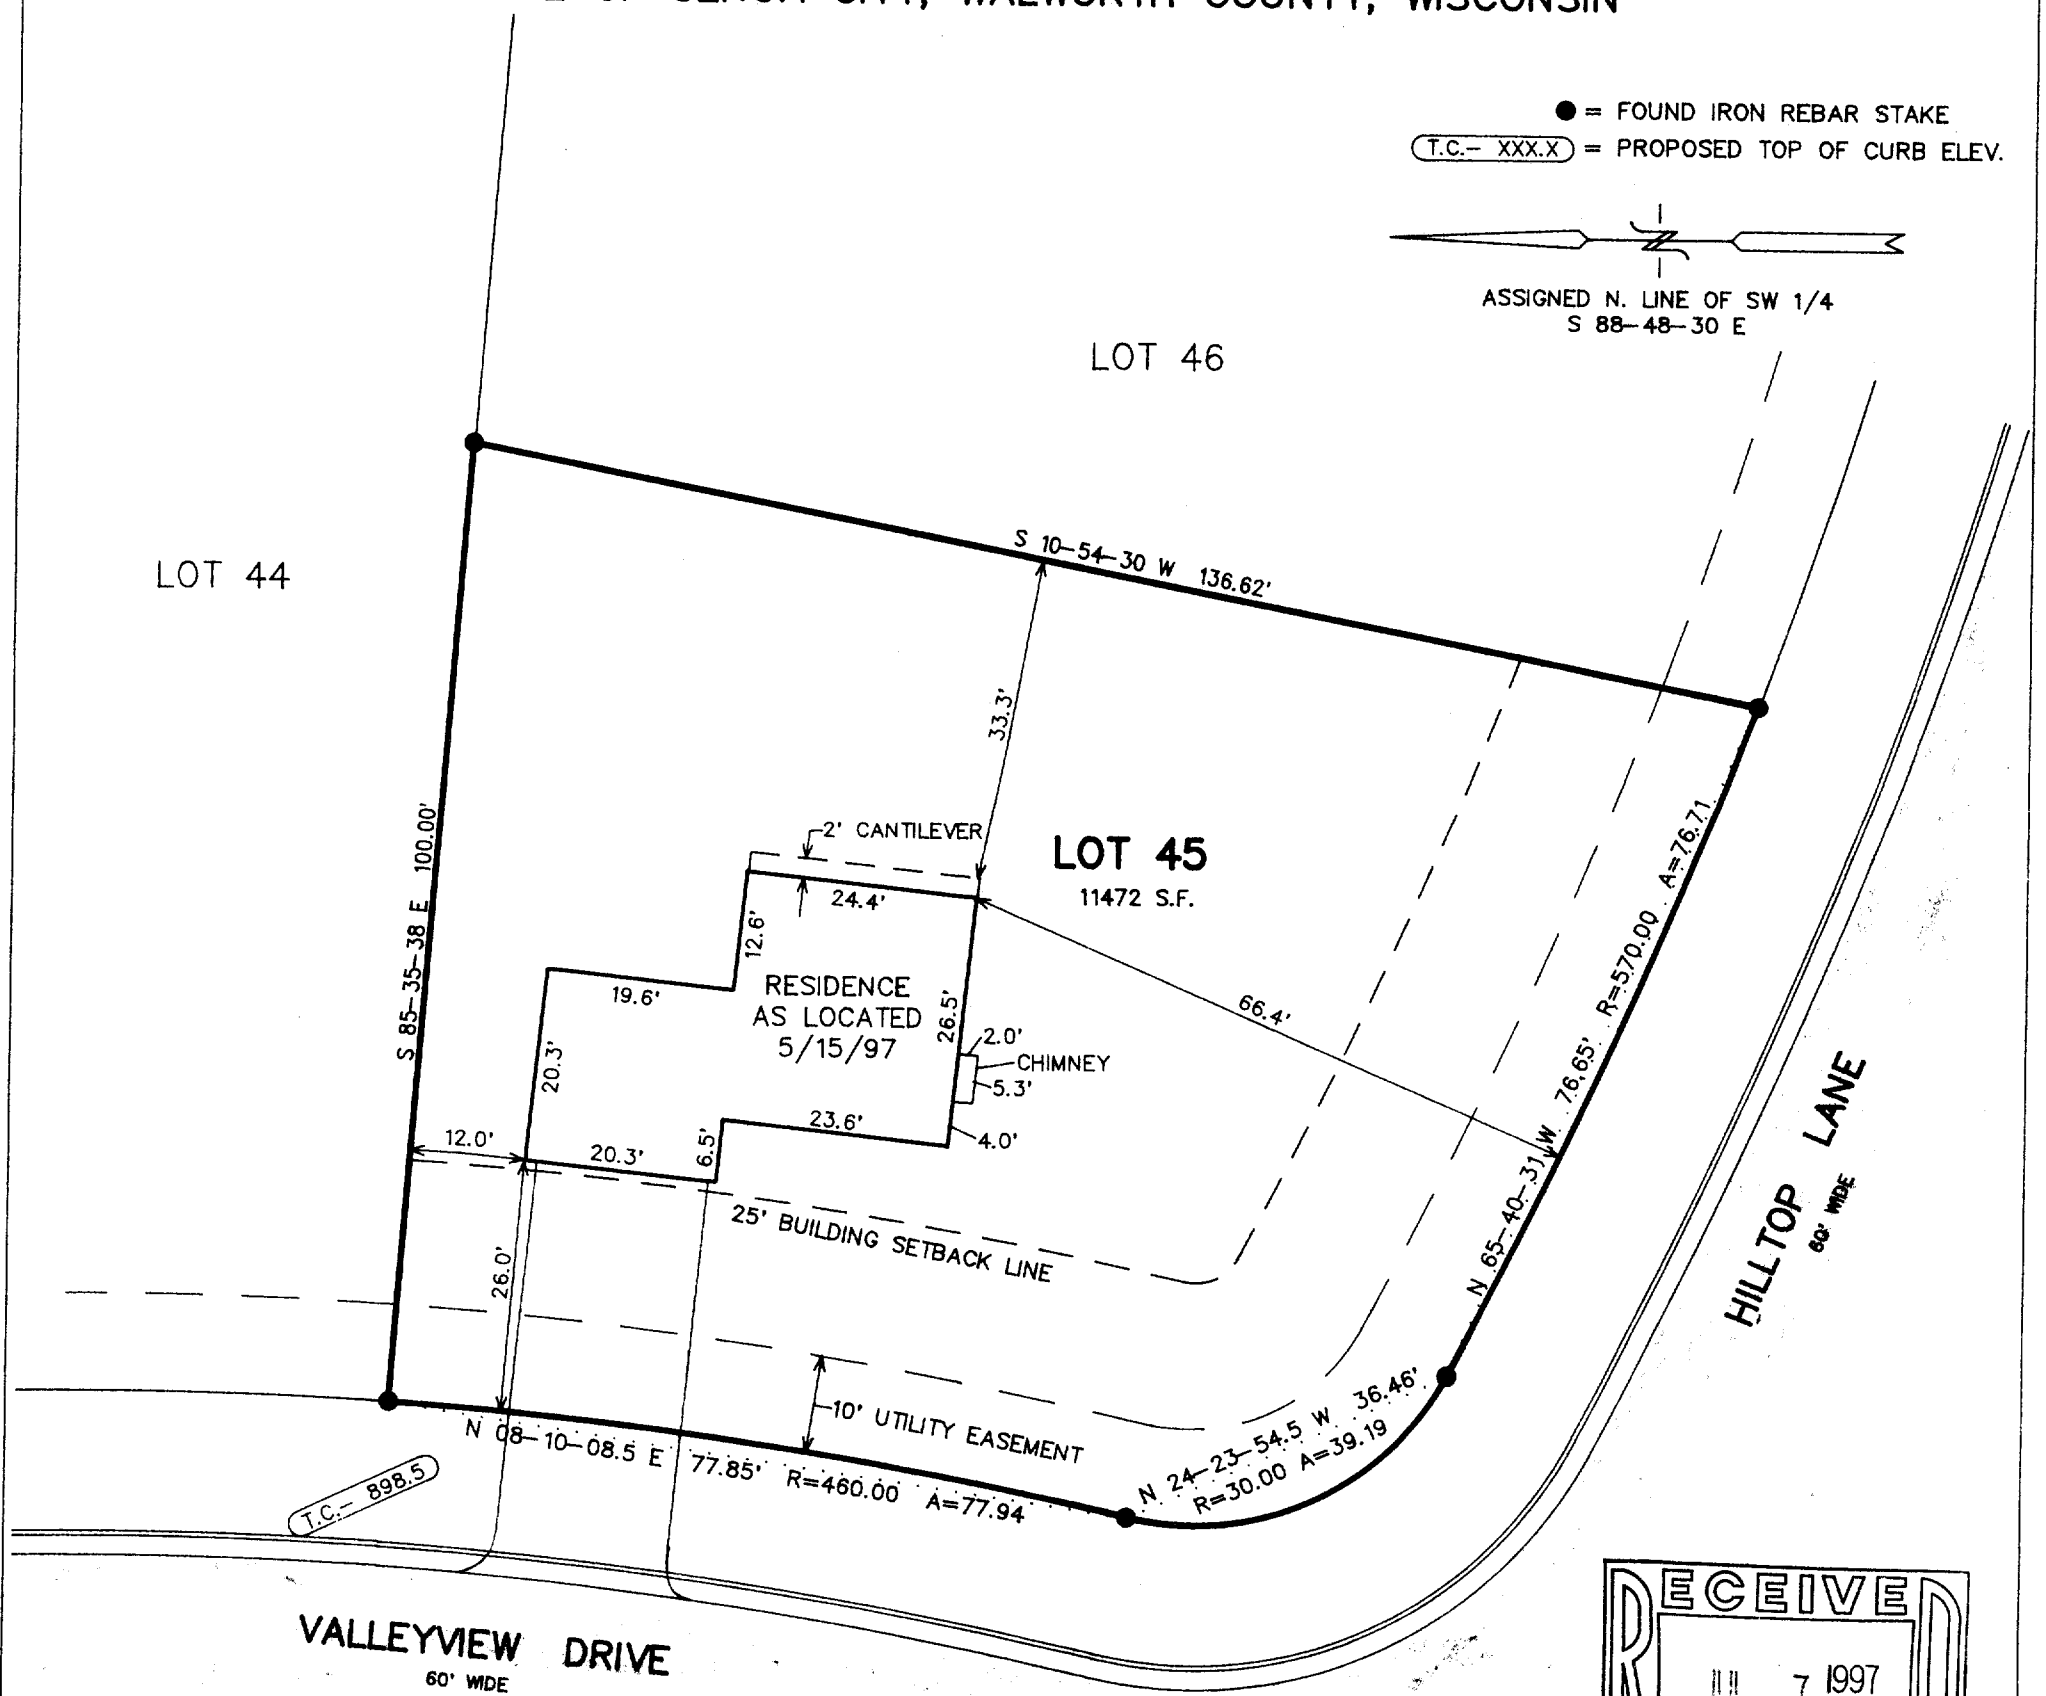 CITY, WALWORTH COUNTY, WISCONSIN
● = FOUND IRON REBAR STAKE
T.C.- XXX.X = PROPOSED TOP OF CURB ELEV.
ASSIGNED N. LINE OF SW 1/4
S 88-48-30 E
LOT 46
S 10-54-30 W 136.62'
LOT 44
33.3'
S 85-35-38 E 100.00'
2' CANTILEVER
LOT 45
11472 S.F.
24.4'
12.6'
19.6'
RESIDENCE
AS LOCATED
5/15/97
26.5'
20.3'
2.0'
CHIMNEY
5.3'
4.0'
23.6'
6.5'
20.3'
12.0'
66.4'
N 65-40-31 W 76.65' R=570.00 A=76.71
HILLTOP LANE
60' WIDE
25' BUILDING SETBACK LINE
26.0'
10' UTILITY EASEMENT
N 24-23-54.5 W 36.46'
R=30.00 A=39.19
N 08-10-08.5 E 77.85' R=460.00 A=77.94
T.C.- 898.5
VALLEYVIEW DRIVE
60' WIDE
RECEIVED
7 1997